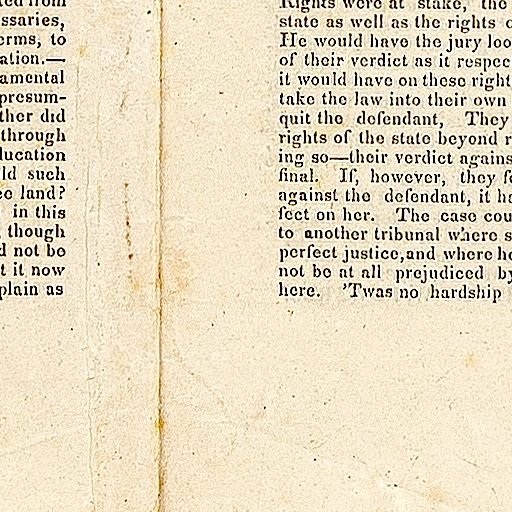 ssaries,
erms, to
ation.—
amental
presum-
ther did
through
ducation
ld such
ee land?
in this
though
d not be
t it now
plain as
Rights were at stake, the
state as well as the rights
He would have the jury loo
of their verdict as it respec
it would have on these right
take the law into their own
quit the defendant, They
rights of the state beyond r
ing so—their verdict agains
final. If, however, they fe
against the defendant, it ha
fect on her. The case cou
to another tribunal where s
perfect justice, and where he
not be at all prejudiced by
here. 'Twas no hardship